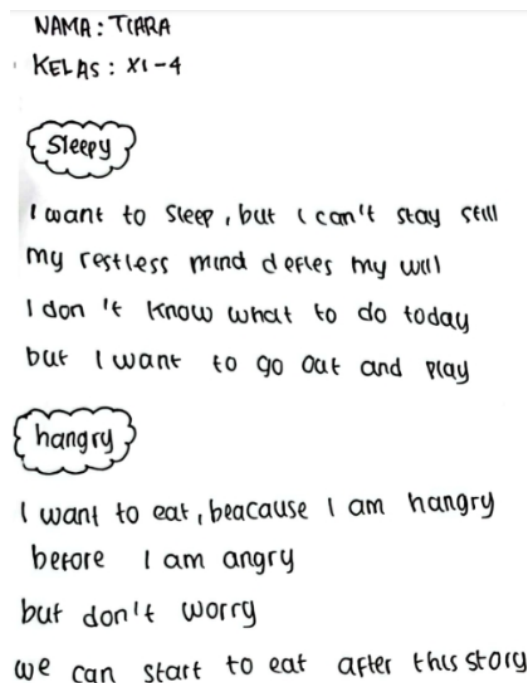 NAMA : TIARA
KELAS : XI-4
Sleepy
I want to sleep, but I can't stay still
my restless mind defies my will
I don't know what to do today
but I want to go out and play
hangry
I want to eat, beacause I am hangry
before I am angry
but don't worry
we can start to eat after this story